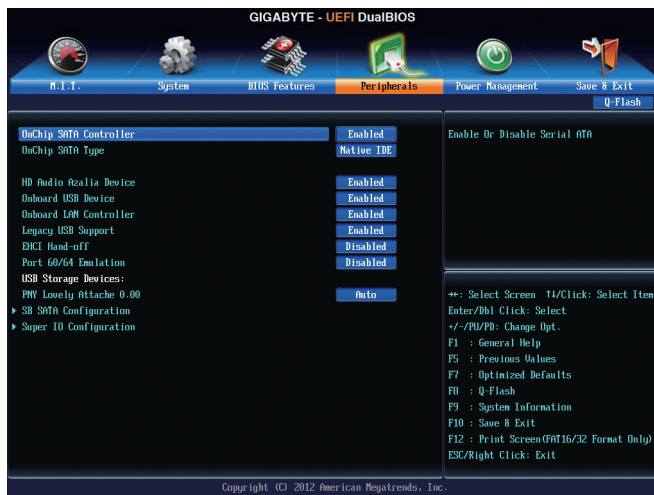 GIGABYTE - UEFI DualBIOS
M.I.T.
System
BIOS Features
Peripherals
Power Management
Save & Exit
Q-Flash
OnChip SATA Controller Enabled
OnChip SATA Type Native IDE
HD Audio Azalia Device Enabled
Onboard USB Device Enabled
Onboard LAN Controller Enabled
Legacy USB Support Enabled
EHCI Hand-off Disabled
Port 60/64 Emulation Disabled
USB Storage Devices:
PNY Lovely Attache 0.00 Auto
SB SATA Configuration
Super IO Configuration
Enable Or Disable Serial ATA
→←: Select Screen ↑↓/Click: Select Item
Enter/Dbl Click: Select
+/-/PU/PD: Change Opt.
F1 : General Help
F5 : Previous Values
F7 : Optimized Defaults
F8 : Q-Flash
F9 : System Information
F10 : Save & Exit
F12 : Print Screen(FAT16/32 Format Only)
ESC/Right Click: Exit
Copyright (C) 2012 American Megatrends, Inc.